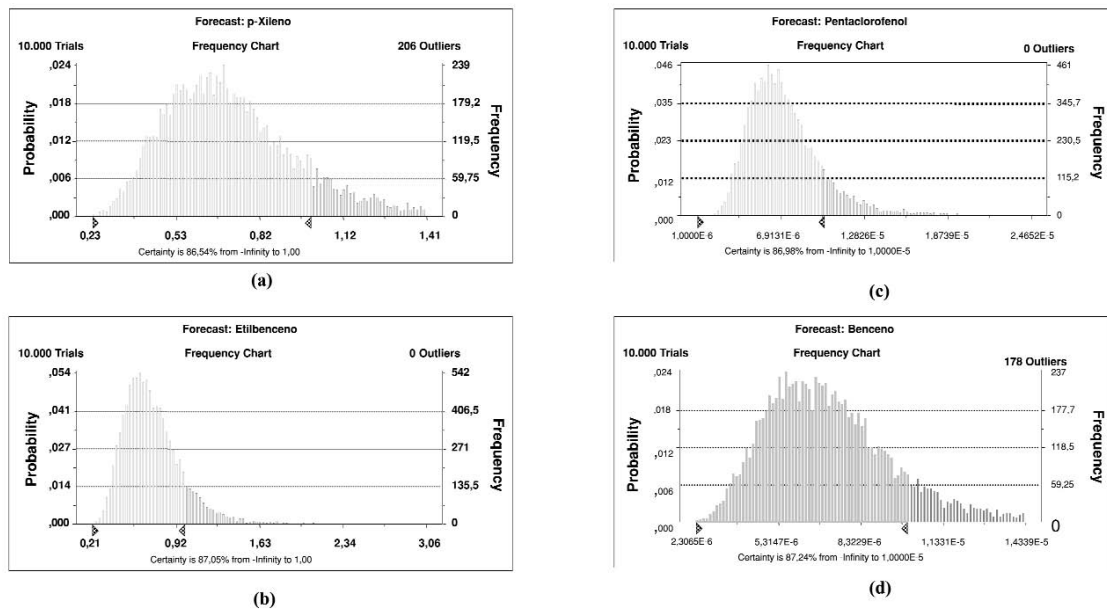 Forecast: p-Xileno
10.000 Trials Frequency Chart 206 Outliers
,024 239
,018 179,2
,012 119,5
,006 59,75
,000 0
Probability
Frequency
0,23 0,53 0,82 1,12 1,41
Certainty is 86,54% from -Infinity to 1,00
(a)
Forecast: Pentaclorofenol
10.000 Trials Frequency Chart 0 Outliers
,046 461
,035 345,7
,023 230,5
,012 115,2
,000 0
Probability
Frequency
1,0000E-6 6,9131E-6 1,2826E-5 1,8739E-5 2,4652E-5
Certainty is 86,98% from -Infinity to 1,0000E-5
(c)
Forecast: Etilbenceno
10.000 Trials Frequency Chart 0 Outliers
,054 542
,041 406,5
,027 271
,014 135,5
,000 0
Probability
Frequency
0,21 0,92 1,63 2,34 3,06
Certainty is 87,05% from -Infinity to 1,00
(b)
Forecast: Benceno
10.000 Trials Frequency Chart 178 Outliers
,024 237
,018 177,7
,012 118,5
,006 59,25
,000 0
Probability
Frequency
2,3065E-6 5,3147E-6 8,3229E-6 1,1331E-5 1,4339E-5
Certainty is 87,24% from -Infinity to 1,0000E-5
(d)